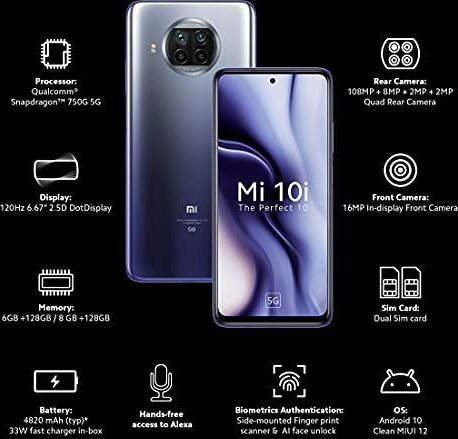 Processor:
Qualcomm®
Snapdragon™ 750G 5G
Rear Camera:
108MP + 8MP + 2MP + 2MP
Quad Rear Camera
Display:
120Hz 6.67" 2.5D DotDisplay
Front Camera:
16MP In-display Front Camera
mi
5G
Mi 10i
The Perfect 10
5G
Memory:
6GB +128GB / 8 GB +128GB
Sim Card:
Dual Sim card
Battery:
4820 mAh (typ)*
33W fast charger in-box
Hands-free
access to Alexa
Biometrics Authentication:
Side-mounted Finger print
scanner & AI face unlock
OS:
Android 10
Clean MIUI 12